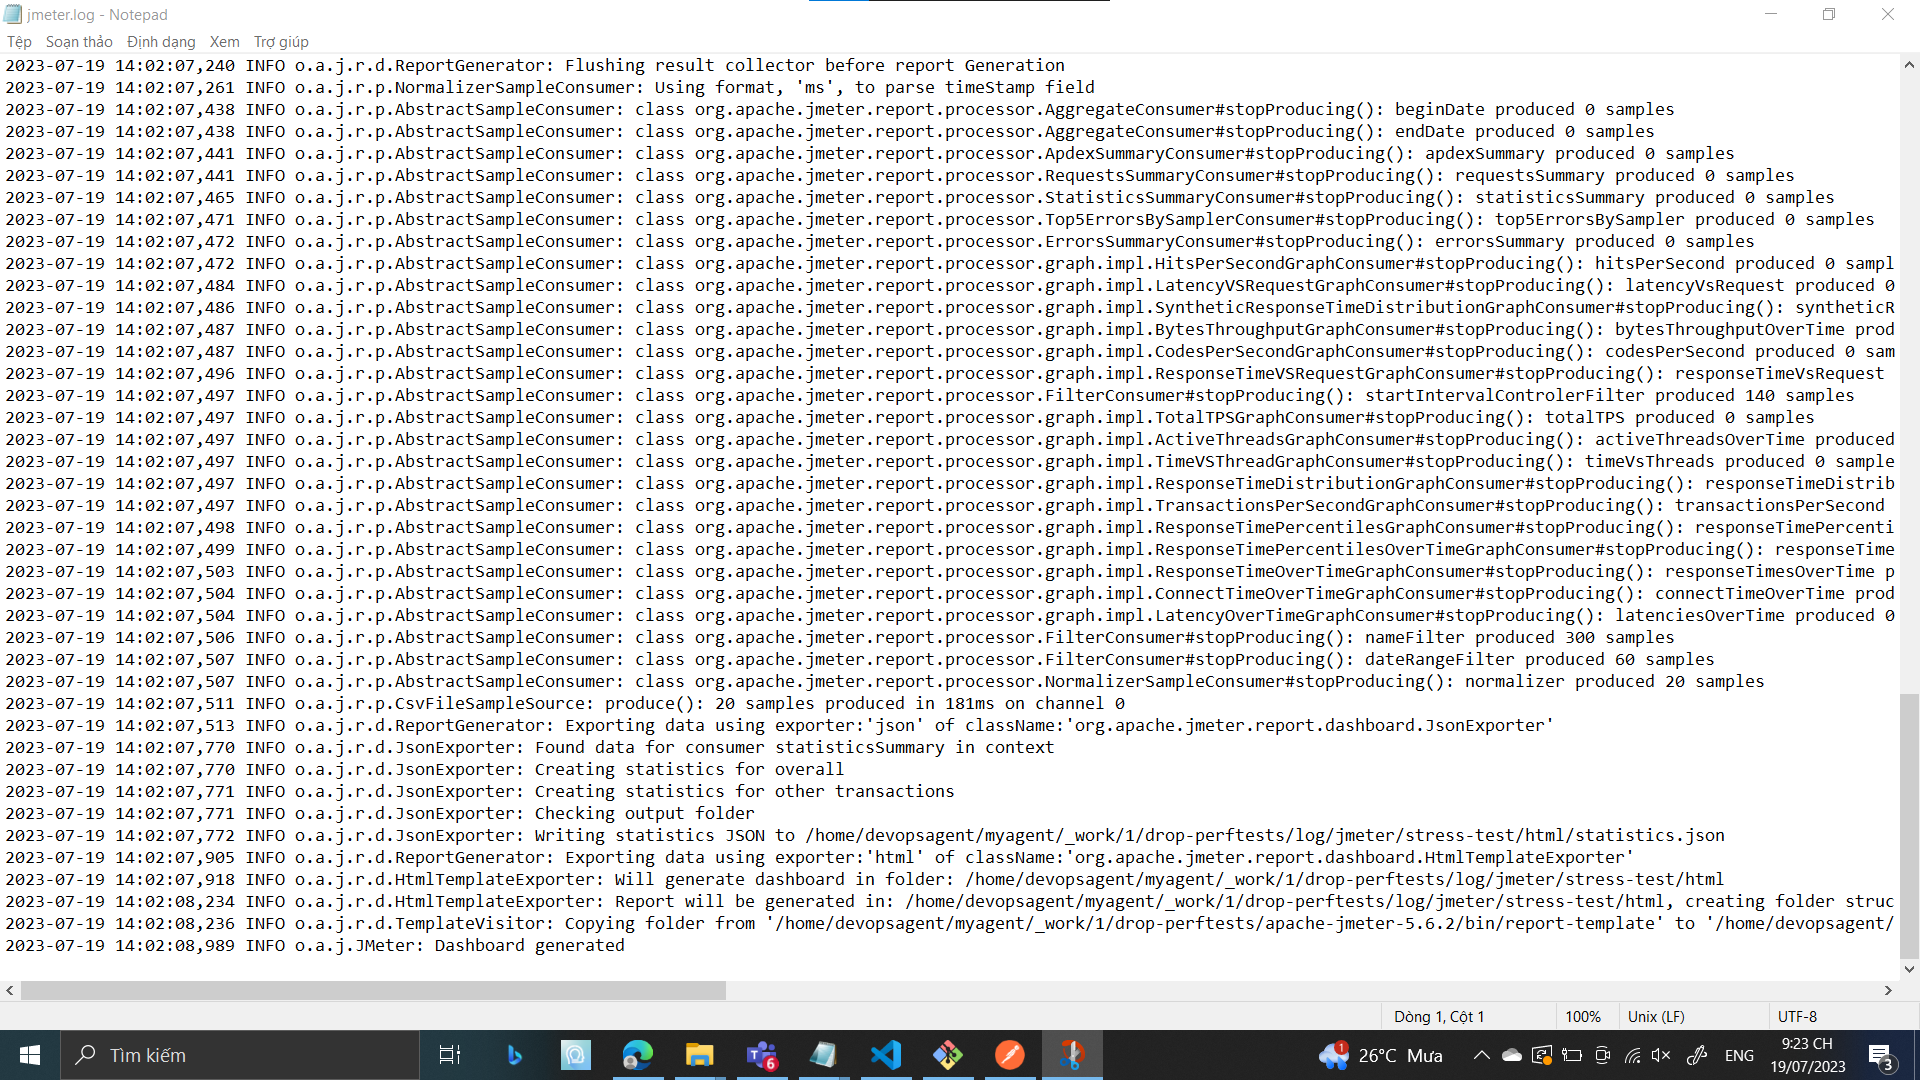 jmeter.log - Notepad
Tệp Soạn thảo Định dạng Xem Trợ giúp
2023-07-19 14:02:07,240 INFO o.a.j.r.d.ReportGenerator: Flushing result collector before report Generation
2023-07-19 14:02:07,261 INFO o.a.j.r.p.NormalizerSampleConsumer: Using format, 'ms', to parse timeStamp field
2023-07-19 14:02:07,438 INFO o.a.j.r.p.AbstractSampleConsumer: class org.apache.jmeter.report.processor.AggregateConsumer#stopProducing(): beginDate produced 0 samples
2023-07-19 14:02:07,438 INFO o.a.j.r.p.AbstractSampleConsumer: class org.apache.jmeter.report.processor.AggregateConsumer#stopProducing(): endDate produced 0 samples
2023-07-19 14:02:07,441 INFO o.a.j.r.p.AbstractSampleConsumer: class org.apache.jmeter.report.processor.ApdexSummaryConsumer#stopProducing(): apdexSummary produced 0 samples
2023-07-19 14:02:07,441 INFO o.a.j.r.p.AbstractSampleConsumer: class org.apache.jmeter.report.processor.RequestsSummaryConsumer#stopProducing(): requestsSummary produced 0 samples
2023-07-19 14:02:07,465 INFO o.a.j.r.p.AbstractSampleConsumer: class org.apache.jmeter.report.processor.StatisticsSummaryConsumer#stopProducing(): statisticsSummary produced 0 samples
2023-07-19 14:02:07,471 INFO o.a.j.r.p.AbstractSampleConsumer: class org.apache.jmeter.report.processor.Top5ErrorsBySamplerConsumer#stopProducing(): top5ErrorsBySampler produced 0 samples
2023-07-19 14:02:07,472 INFO o.a.j.r.p.AbstractSampleConsumer: class org.apache.jmeter.report.processor.ErrorsSummaryConsumer#stopProducing(): errorsSummary produced 0 samples
2023-07-19 14:02:07,472 INFO o.a.j.r.p.AbstractSampleConsumer: class org.apache.jmeter.report.processor.graph.impl.HitsPerSecondGraphConsumer#stopProducing(): hitsPerSecond produced 0 sampl
2023-07-19 14:02:07,484 INFO o.a.j.r.p.AbstractSampleConsumer: class org.apache.jmeter.report.processor.graph.impl.LatencyVSRequestGraphConsumer#stopProducing(): latencyVsRequest produced 0
2023-07-19 14:02:07,486 INFO o.a.j.r.p.AbstractSampleConsumer: class org.apache.jmeter.report.processor.graph.impl.SyntheticResponseTimeDistributionGraphConsumer#stopProducing(): syntheticR
2023-07-19 14:02:07,487 INFO o.a.j.r.p.AbstractSampleConsumer: class org.apache.jmeter.report.processor.graph.impl.BytesThroughputGraphConsumer#stopProducing(): bytesThroughputOverTime prod
2023-07-19 14:02:07,487 INFO o.a.j.r.p.AbstractSampleConsumer: class org.apache.jmeter.report.processor.graph.impl.CodesPerSecondGraphConsumer#stopProducing(): codesPerSecond produced 0 sam
2023-07-19 14:02:07,496 INFO o.a.j.r.p.AbstractSampleConsumer: class org.apache.jmeter.report.processor.graph.impl.ResponseTimeVSRequestGraphConsumer#stopProducing(): responseTimeVsRequest
2023-07-19 14:02:07,497 INFO o.a.j.r.p.AbstractSampleConsumer: class org.apache.jmeter.report.processor.FilterConsumer#stopProducing(): startIntervalControlerFilter produced 140 samples
2023-07-19 14:02:07,497 INFO o.a.j.r.p.AbstractSampleConsumer: class org.apache.jmeter.report.processor.graph.impl.TotalTPSGraphConsumer#stopProducing(): totalTPS produced 0 samples
2023-07-19 14:02:07,497 INFO o.a.j.r.p.AbstractSampleConsumer: class org.apache.jmeter.report.processor.graph.impl.ActiveThreadsGraphConsumer#stopProducing(): activeThreadsOverTime produced
2023-07-19 14:02:07,497 INFO o.a.j.r.p.AbstractSampleConsumer: class org.apache.jmeter.report.processor.graph.impl.TimeVSThreadGraphConsumer#stopProducing(): timeVsThreads produced 0 sample
2023-07-19 14:02:07,497 INFO o.a.j.r.p.AbstractSampleConsumer: class org.apache.jmeter.report.processor.graph.impl.ResponseTimeDistributionGraphConsumer#stopProducing(): responseTimeDistrib
2023-07-19 14:02:07,497 INFO o.a.j.r.p.AbstractSampleConsumer: class org.apache.jmeter.report.processor.graph.impl.TransactionsPerSecondGraphConsumer#stopProducing(): transactionsPerSecond
2023-07-19 14:02:07,498 INFO o.a.j.r.p.AbstractSampleConsumer: class org.apache.jmeter.report.processor.graph.impl.ResponseTimePercentilesGraphConsumer#stopProducing(): responseTimePercenti
2023-07-19 14:02:07,499 INFO o.a.j.r.p.AbstractSampleConsumer: class org.apache.jmeter.report.processor.graph.impl.ResponseTimePercentilesOverTimeGraphConsumer#stopProducing(): responseTime
2023-07-19 14:02:07,503 INFO o.a.j.r.p.AbstractSampleConsumer: class org.apache.jmeter.report.processor.graph.impl.ResponseTimeOverTimeGraphConsumer#stopProducing(): responseTimesOverTime p
2023-07-19 14:02:07,504 INFO o.a.j.r.p.AbstractSampleConsumer: class org.apache.jmeter.report.processor.graph.impl.ConnectTimeOverTimeGraphConsumer#stopProducing(): connectTimeOverTime prod
2023-07-19 14:02:07,504 INFO o.a.j.r.p.AbstractSampleConsumer: class org.apache.jmeter.report.processor.graph.impl.LatencyOverTimeGraphConsumer#stopProducing(): latenciesOverTime produced 0
2023-07-19 14:02:07,506 INFO o.a.j.r.p.AbstractSampleConsumer: class org.apache.jmeter.report.processor.FilterConsumer#stopProducing(): nameFilter produced 300 samples
2023-07-19 14:02:07,507 INFO o.a.j.r.p.AbstractSampleConsumer: class org.apache.jmeter.report.processor.FilterConsumer#stopProducing(): dateRangeFilter produced 60 samples
2023-07-19 14:02:07,507 INFO o.a.j.r.p.AbstractSampleConsumer: class org.apache.jmeter.report.processor.NormalizerSampleConsumer#stopProducing(): normalizer produced 20 samples
2023-07-19 14:02:07,511 INFO o.a.j.r.p.CsvFileSampleSource: produce(): 20 samples produced in 181ms on channel 0
2023-07-19 14:02:07,513 INFO o.a.j.r.d.ReportGenerator: Exporting data using exporter:'json' of className:'org.apache.jmeter.report.dashboard.JsonExporter'
2023-07-19 14:02:07,770 INFO o.a.j.r.d.JsonExporter: Found data for consumer statisticsSummary in context
2023-07-19 14:02:07,770 INFO o.a.j.r.d.JsonExporter: Creating statistics for overall
2023-07-19 14:02:07,771 INFO o.a.j.r.d.JsonExporter: Creating statistics for other transactions
2023-07-19 14:02:07,771 INFO o.a.j.r.d.JsonExporter: Checking output folder
2023-07-19 14:02:07,772 INFO o.a.j.r.d.JsonExporter: Writing statistics JSON to /home/devopsagent/myagent/_work/1/drop-perftests/log/jmeter/stress-test/html/statistics.json
2023-07-19 14:02:07,905 INFO o.a.j.r.d.ReportGenerator: Exporting data using exporter:'html' of className:'org.apache.jmeter.report.dashboard.HtmlTemplateExporter'
2023-07-19 14:02:07,918 INFO o.a.j.r.d.HtmlTemplateExporter: Will generate dashboard in folder: /home/devopsagent/myagent/_work/1/drop-perftests/log/jmeter/stress-test/html
2023-07-19 14:02:08,234 INFO o.a.j.r.d.HtmlTemplateExporter: Report will be generated in: /home/devopsagent/myagent/_work/1/drop-perftests/log/jmeter/stress-test/html, creating folder struc
2023-07-19 14:02:08,236 INFO o.a.j.r.d.TemplateVisitor: Copying folder from '/home/devopsagent/myagent/_work/1/drop-perftests/apache-jmeter-5.6.2/bin/report-template' to '/home/devopsagent/
2023-07-19 14:02:08,989 INFO o.a.j.JMeter: Dashboard generated
Dòng 1, Cột 1 100% Unix (LF) UTF-8
Tìm kiếm
6
1
26°C Mưa
ENG
9:23 CH
19/07/2023
3